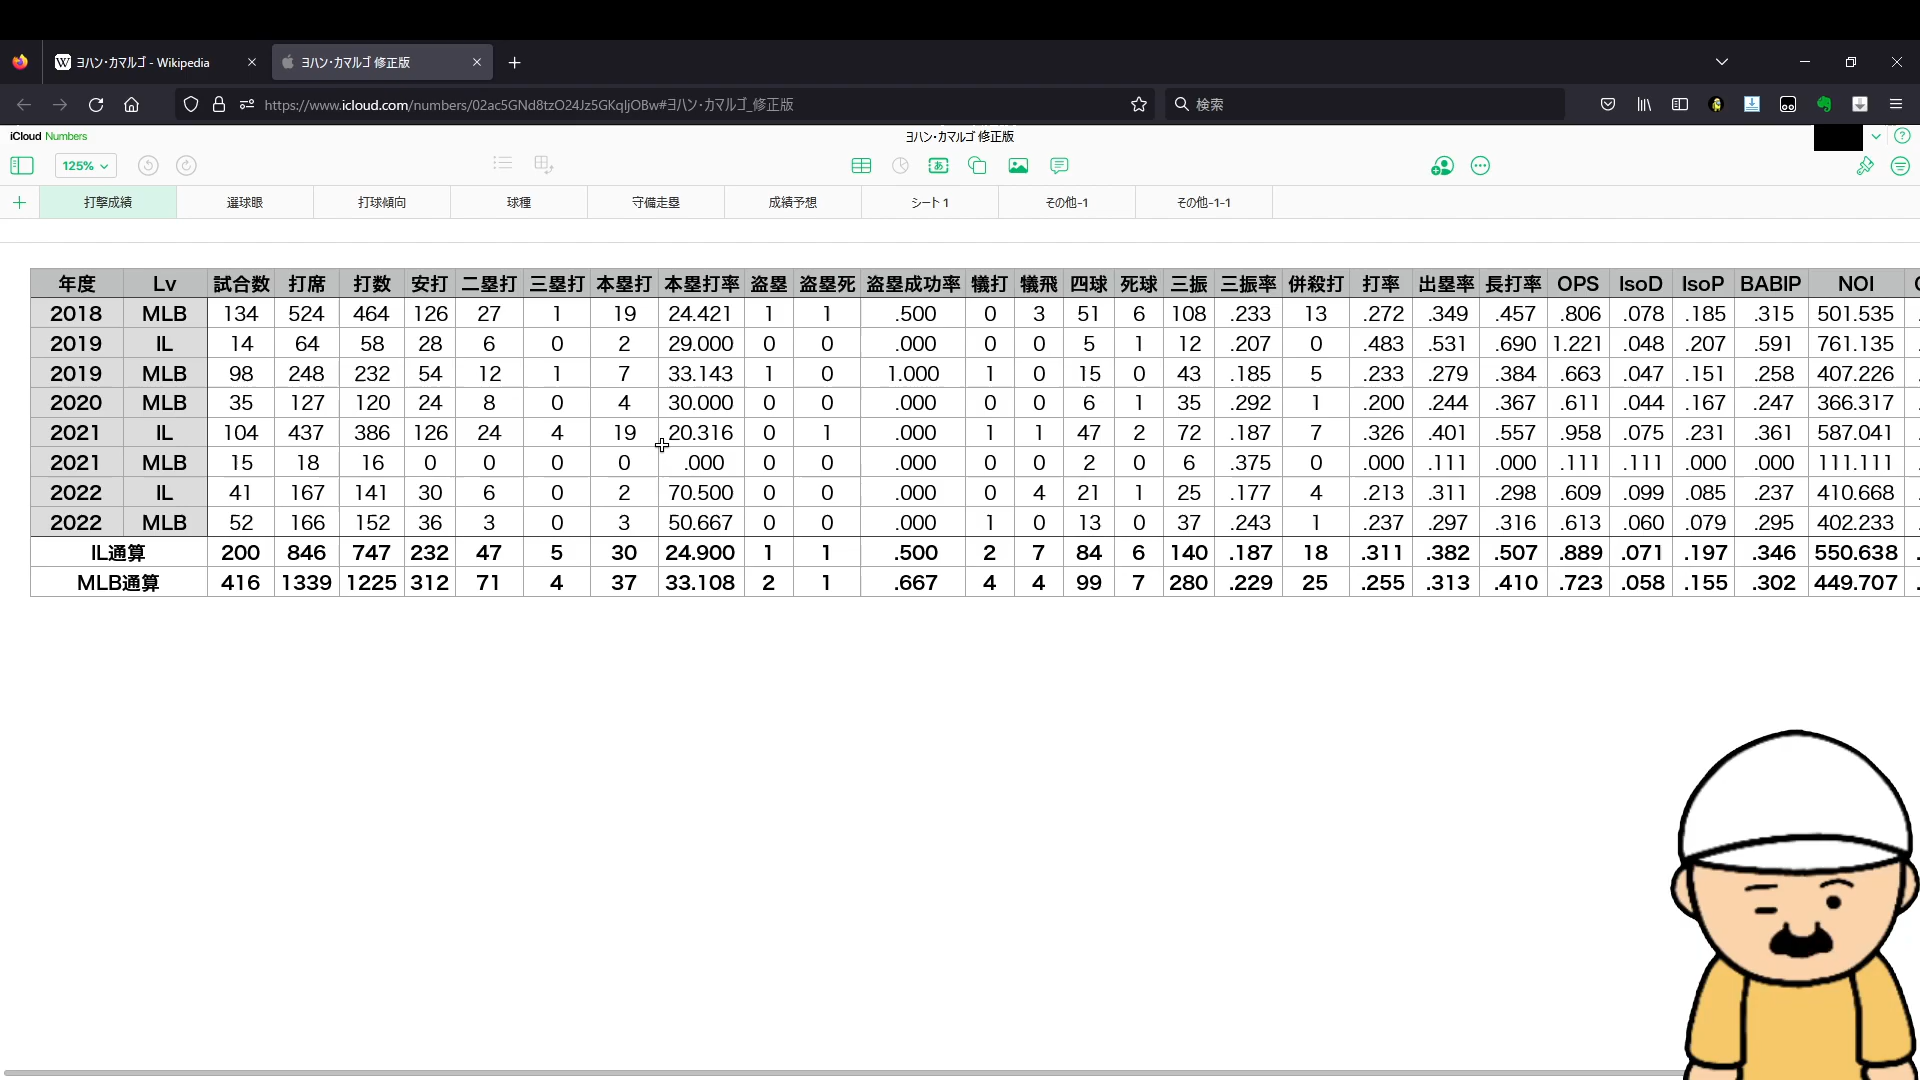 ヨハン・カマルゴ - Wikipedia
ヨハン・カマルゴ 修正版
https://www.icloud.com/numbers/02ac5GNd8tzO24Jz5GKqljOBw#ヨハン・カマルゴ_修正版
検索
iCloud Numbers
ヨハン・カマルゴ 修正版
125%
打撃成績 選球眼 打球傾向 球種 守備走塁 成績予想 シート 1 その他-1 その他-1-1
年度 Lv 試合数 打席 打数 安打 二塁打 三塁打 本塁打 本塁打率 盗塁 盗塁死 盗塁成功率 犠打 犠飛 四球 死球 三振 三振率 併殺打 打率 出塁率 長打率 OPS IsoD IsoP BABIP NOI
2018 MLB 134 524 464 126 27 1 19 24.421 1 1 .500 0 3 51 6 108 .233 13 .272 .349 .457 .806 .078 .185 .315 501.535
2019 IL 14 64 58 28 6 0 2 29.000 0 0 .000 0 0 5 1 12 .207 0 .483 .531 .690 1.221 .048 .207 .591 761.135
2019 MLB 98 248 232 54 12 1 7 33.143 1 0 1.000 1 0 15 0 43 .185 5 .233 .279 .384 .663 .047 .151 .258 407.226
2020 MLB 35 127 120 24 8 0 4 30.000 0 0 .000 0 0 6 1 35 .292 1 .200 .244 .367 .611 .044 .167 .247 366.317
2021 IL 104 437 386 126 24 4 19 20.316 0 1 .000 1 1 47 2 72 .187 7 .326 .401 .557 .958 .075 .231 .361 587.041
2021 MLB 15 18 16 0 0 0 0 .000 0 0 .000 0 0 2 0 6 .375 0 .000 .111 .000 .111 .111 .000 .000 111.111
2022 IL 41 167 141 30 6 0 2 70.500 0 0 .000 0 4 21 1 25 .177 4 .213 .311 .298 .609 .099 .085 .237 410.668
2022 MLB 52 166 152 36 3 0 3 50.667 0 0 .000 1 0 13 0 37 .243 1 .237 .297 .316 .613 .060 .079 .295 402.233
IL通算 200 846 747 232 47 5 30 24.900 1 1 .500 2 7 84 6 140 .187 18 .311 .382 .507 .889 .071 .197 .346 550.638
MLB通算 416 1339 1225 312 71 4 37 33.108 2 1 .667 4 4 99 7 280 .229 25 .255 .313 .410 .723 .058 .155 .302 449.707